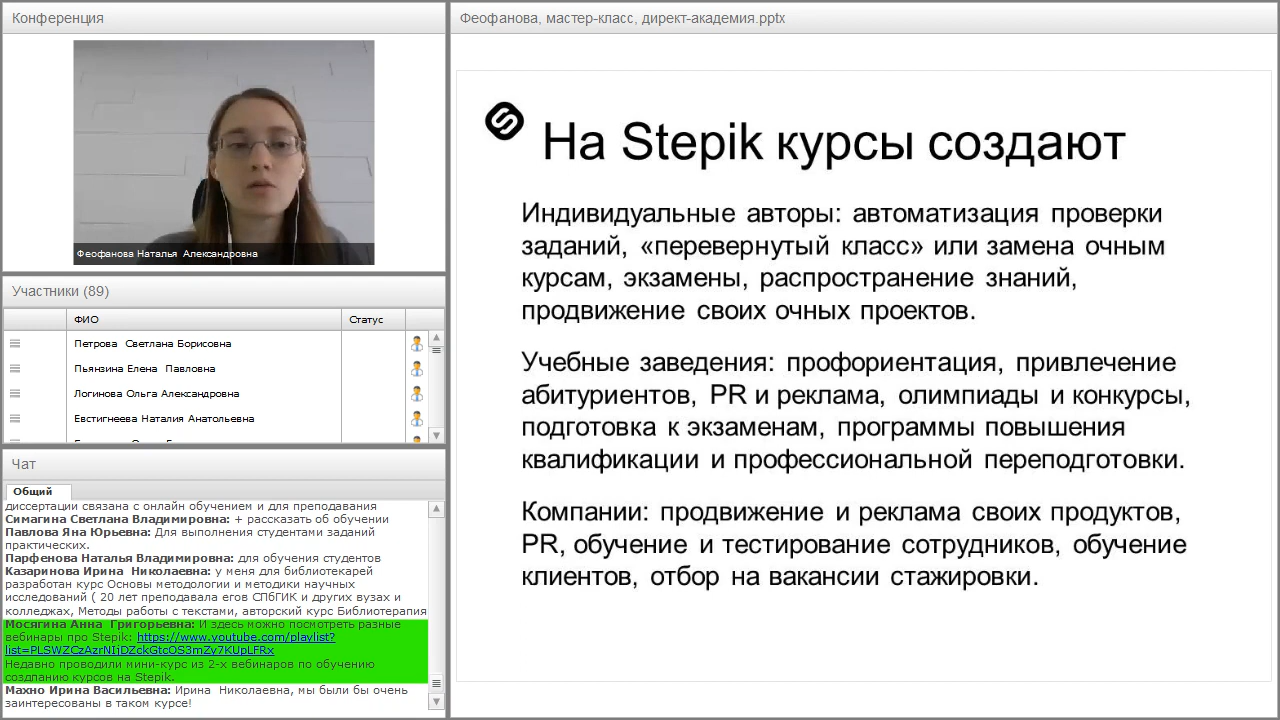 Конференция
Феофанова Наталья Александровна
Участники (89)
ФИО
Статус
Петрова Светлана Борисовна
Пьянзина Елена Павловна
Логинова Ольга Александровна
Евстигнеева Наталия Анатольевна
Чат
Общий
диссертации связана с онлайн обучением и для преподавания
Симагина Светлана Владимировна: + рассказать об обучении
Павлова Яна Юрьевна: Для выполнения студентами заданий
практических.
Парфенова Наталья Владимировна: для обучения студентов
Казаринова Ирина Николаевна: у меня для библиотекарей
разработан курс Основы методологии и методики научных
исследований ( 20 лет преподавала егов СПбГИК и других вузах и
колледжах, Методы работы с текстами, авторский курс Библиотерапия
Мосягина Анна Григорьевна: И здесь можно посмотреть разные
вебинары про Stepik: https://www.youtube.com/playlist?
list=PLSWZCzAzrNIjDZckGtcOS3mZy7KUpLFRx
Недавно проводили мини-курс из 2-х вебинаров по обучению
создпанию курсов на Stepik.
Махно Ирина Васильевна: Ирина Николаевна, мы были бы очень
заинтересованы в таком курсе!
Феофанова, мастер-класс, директ-академия.pptx
На Stepik курсы создают
Индивидуальные авторы: автоматизация проверки
заданий, «перевернутый класс» или замена очным
курсам, экзамены, распространение знаний,
продвижение своих очных проектов.
Учебные заведения: профориентация, привлечение
абитуриентов, PR и реклама, олимпиады и конкурсы,
подготовка к экзаменам, программы повышения
квалификации и профессиональной переподготовки.
Компании: продвижение и реклама своих продуктов,
PR, обучение и тестирование сотрудников, обучение
клиентов, отбор на вакансии стажировки.